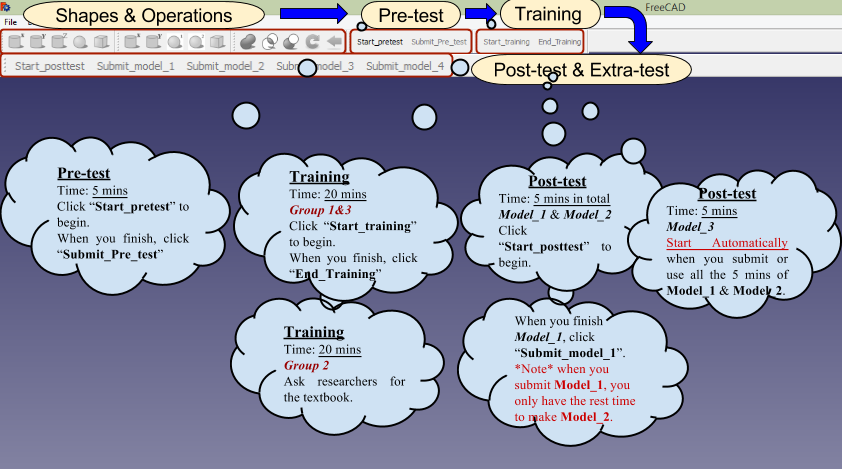 FreeCAD
Shapes & Operations
Pre-test
Training
File
Start_pretest Submit_Pre_test
Start_training End_Training
Start_posttest Submit_model_1 Submit_model_2 model_3 Submit_model_4
Post-test & Extra-test
Pre-test
Time: 5 mins
Click “Start_pretest” to
begin.
When you finish, click
“Submit_Pre_test”
Training
Time: 20 mins
Group 1&3
Click “Start_training”
to begin.
When you finish, click
“End_Training”
Training
Time: 20 mins
Group 2
Ask researchers for
the textbook.
Post-test
Time: 5 mins in total
Model_1 & Model_2
Click
“Start_posttest” to
begin.
When you finish
Model_1, click
“Submit_model_1”.
*Note* when you
submit Model_1, you
only have the rest time
to make Model_2.
Post-test
Time: 5 mins
Model_3
Start Automatically
when you submit or
use all the 5 mins of
Model_1 & Model_2.